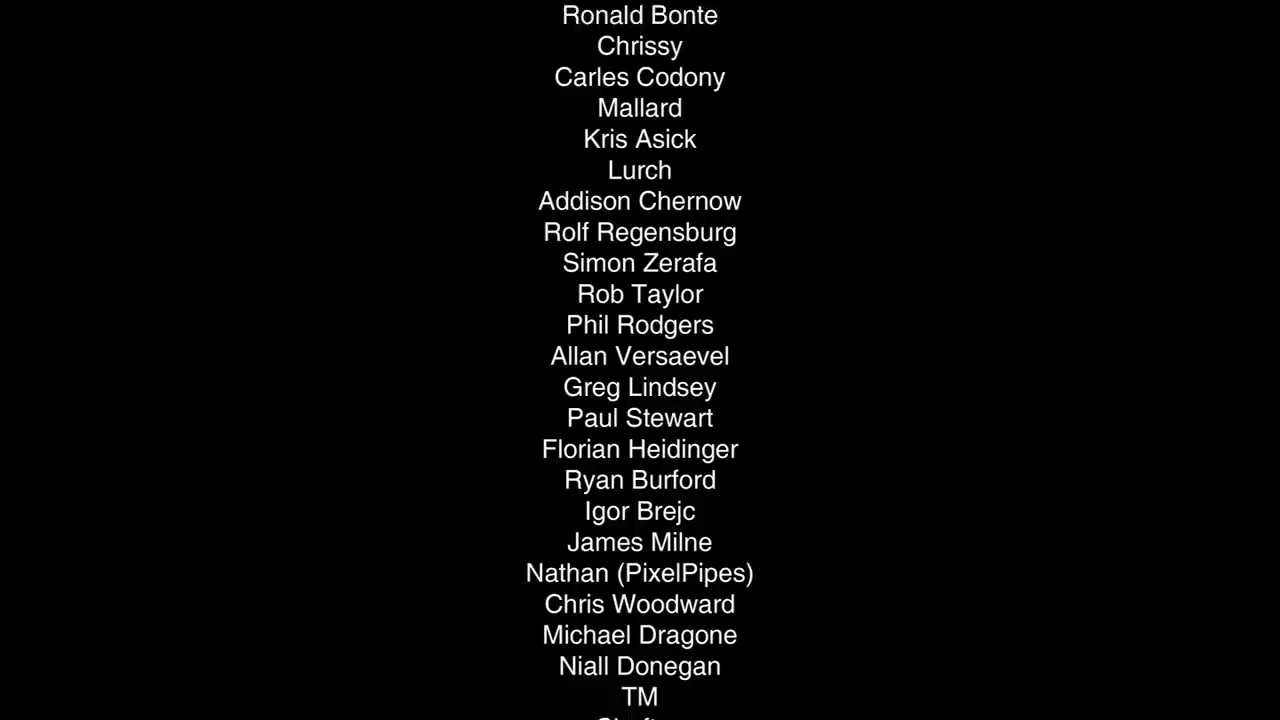 Ronald Bonte
Chrissy
Carles Codony
Mallard
Kris Asick
Lurch
Addison Chernow
Rolf Regensburg
Simon Zerafa
Rob Taylor
Phil Rodgers
Allan Versaevel
Greg Lindsey
Paul Stewart
Florian Heidinger
Ryan Burford
Igor Brejc
James Milne
Nathan (PixelPipes)
Chris Woodward
Michael Dragone
Niall Donegan
TM